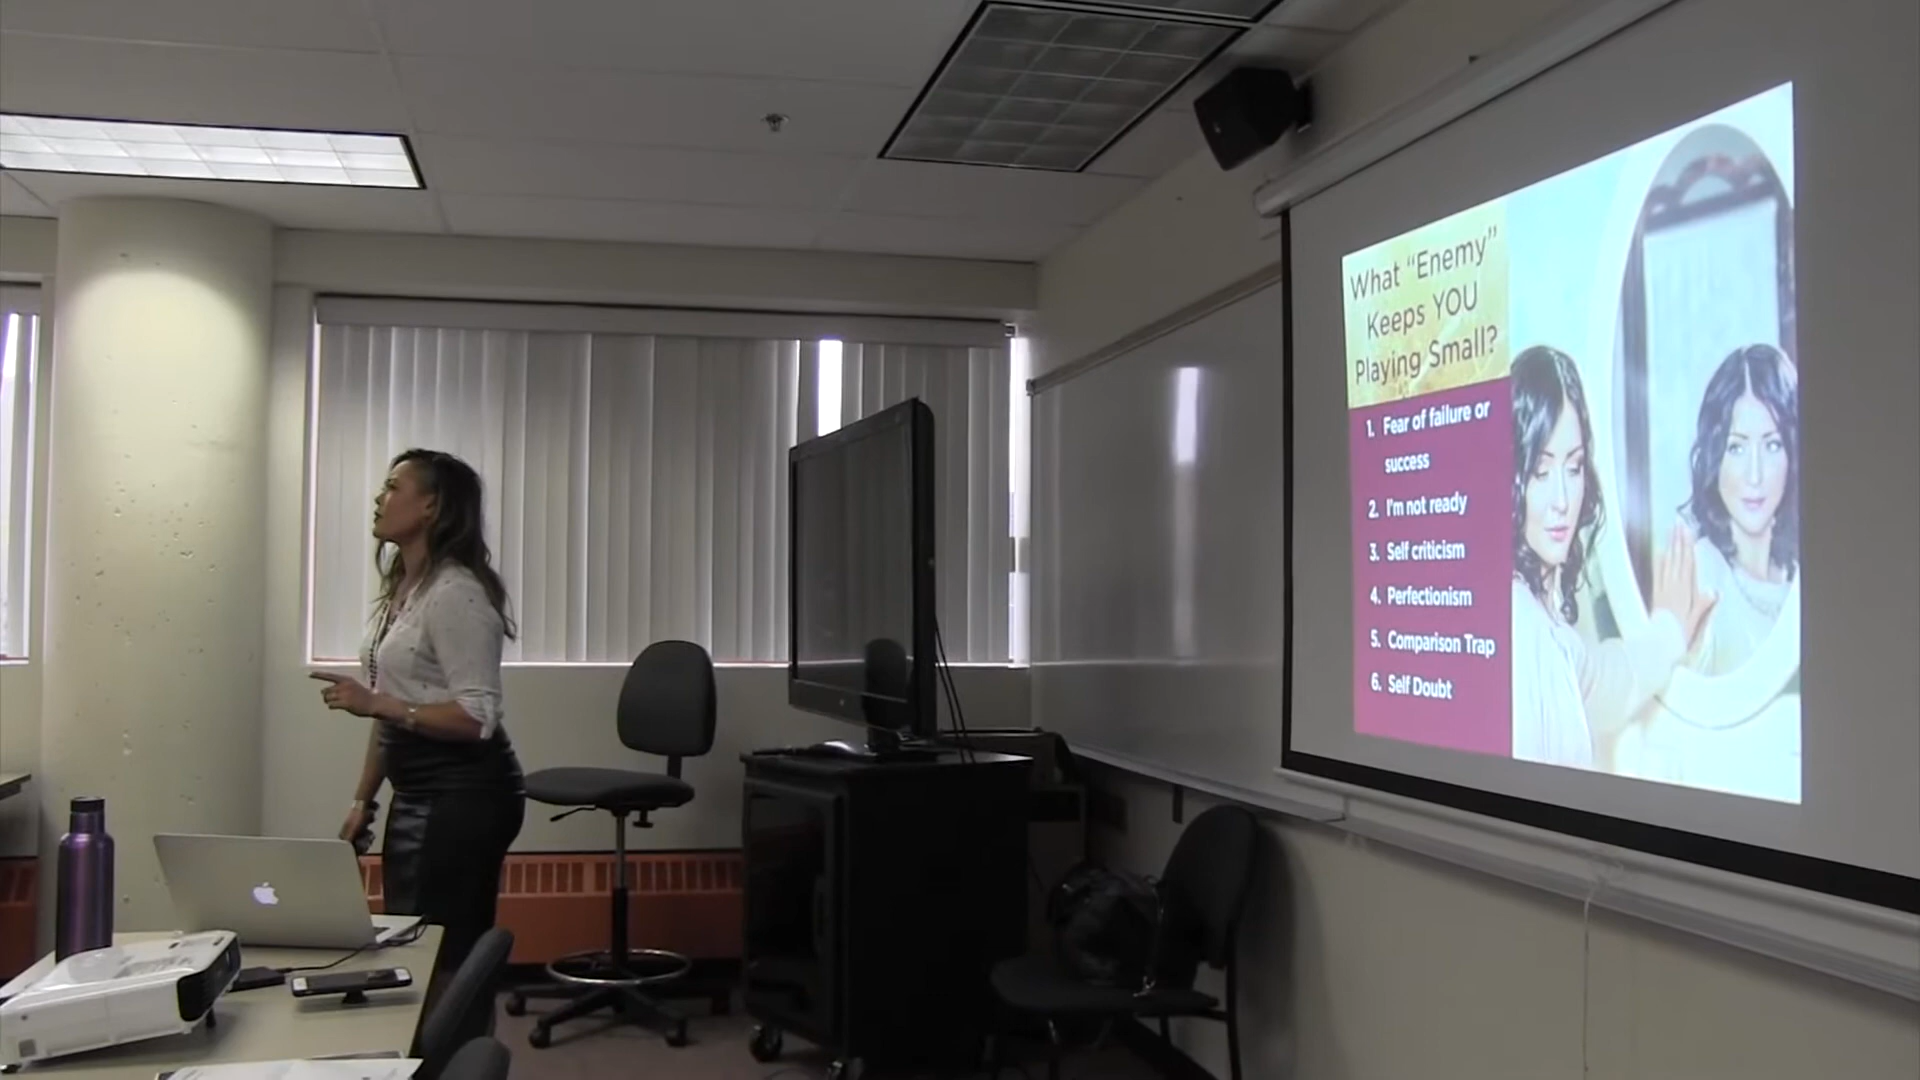 What “Enemy”
Keeps YOU
Playing Small?
1. Fear of failure or
success
2. I'm not ready
3. Self criticism
4. Perfectionism
5. Comparison Trap
6. Self Doubt